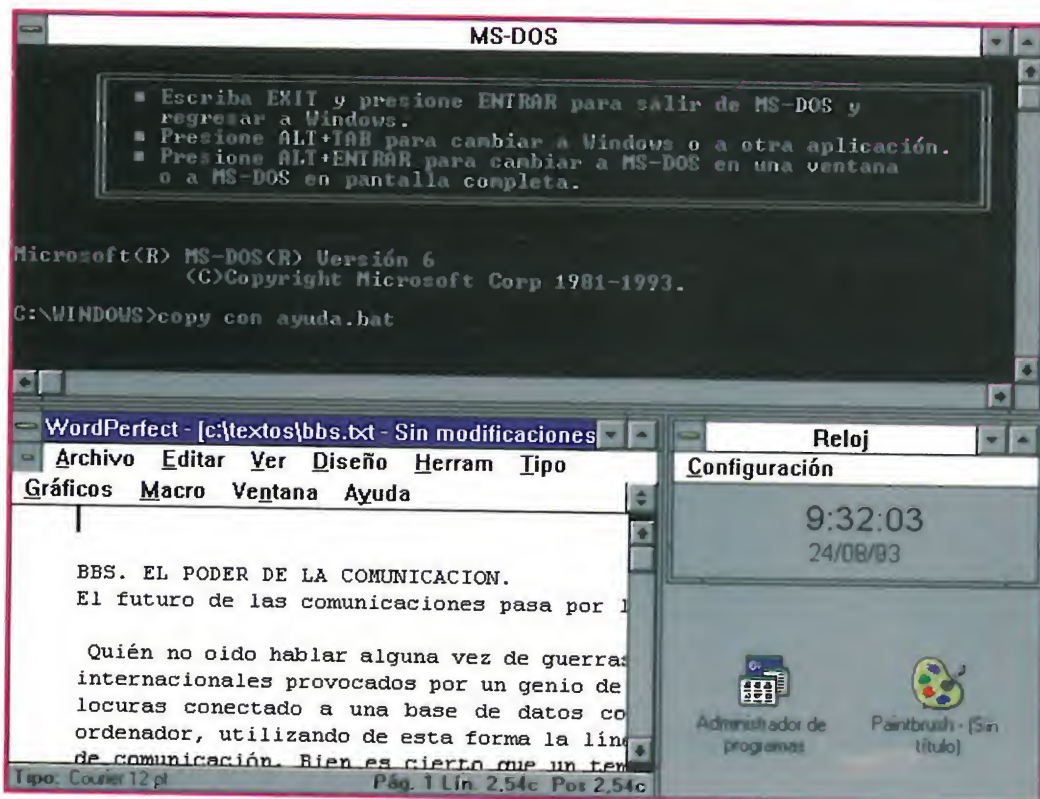 MS-DOS
■ Escriba EXIT y presione ENTRAR para salir de MS-DOS y
regresar a Windows.
■ Presione ALT+TAB para cambiar a Windows o a otra aplicación.
■ Presione ALT+ENTRAR para cambiar a MS-DOS en una ventana
o a MS-DOS en pantalla completa.
Microsoft(R) MS-DOS(R) Versión 6
(C)Copyright Microsoft Corp 1981-1993.
C:\WINDOWS>copy con ayuda.bat
WordPerfect - [c:\textos\bbs.txt - Sin modificaciones
Archivo Editar Ver Diseño Herram Tipo
Gráficos Macro Ventana Ayuda
BBS. EL PODER DE LA COMUNICACION.
El futuro de las comunicaciones pasa por l
Quién no oido hablar alguna vez de guerras
internacionales provocados por un genio de
locuras conectado a una base de datos co
ordenador, utilizando de esta forma la líne
de comunicación. Bien es cierto que un tem
Tipo: Courier 12 pt Pág. 1 Lín. 2,54c Pos 2,54c
Reloj
Configuración
9:32:03
24/08/93
Administrador de
programas
Paintbrush - (Sin
título)